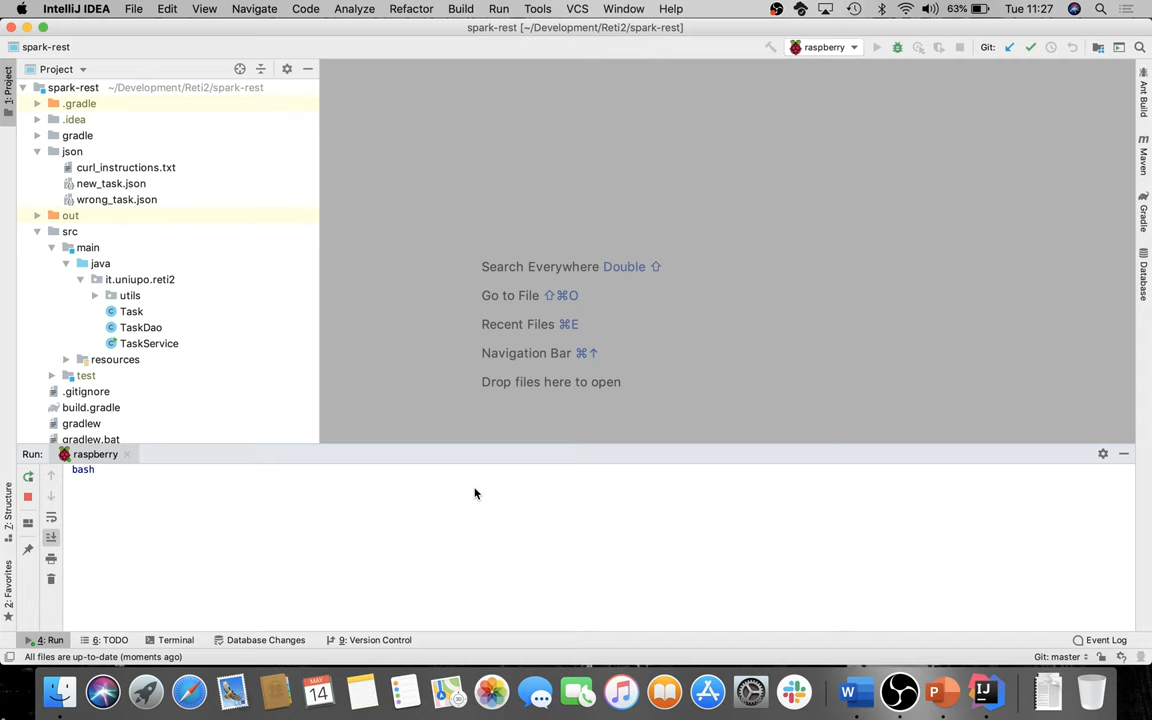 IntelliJ IDEA File Edit View Navigate Code Analyze Refactor Build Run Tools VCS Window Help 63% Tue 11:27
spark-rest [~/Development/Reti2/spark-rest]
spark-rest raspberry Git:
1: Project
Project
spark-rest ~/Development/Reti2/spark-rest
.gradle
.idea
gradle
json
curl_instructions.txt
new_task.json
wrong_task.json
out
src
main
java
it.uniupo.reti2
utils
Task
TaskDao
TaskService
resources
test
.gitignore
build.gradle
gradlew
gradlew.bat
Search Everywhere Double ⇧
Go to File ⇧⌘O
Recent Files ⌘E
Navigation Bar ⌘↑
Drop files here to open
Ant Build
m
Maven
Gradle
Database
Run: raspberry
bash
7: Structure
2: Favorites
4: Run 6: TODO Terminal Database Changes 9: Version Control Event Log
All files are up-to-date (moments ago) Git: master
MAY
14
W
P
IJ